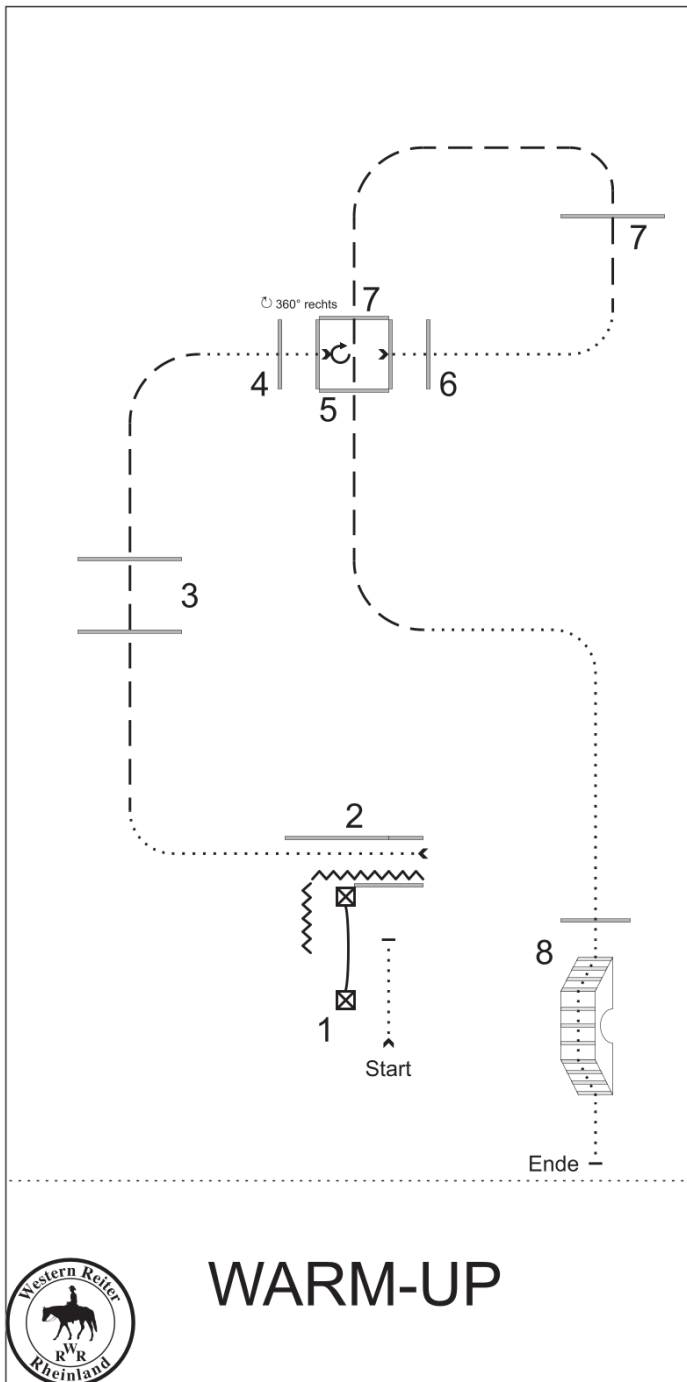 7
7
↻ 360° rechts
4
5
6
3
2
8
1
Start
Ende
WARM-UP
Western Reiter
RWR
Rheinland